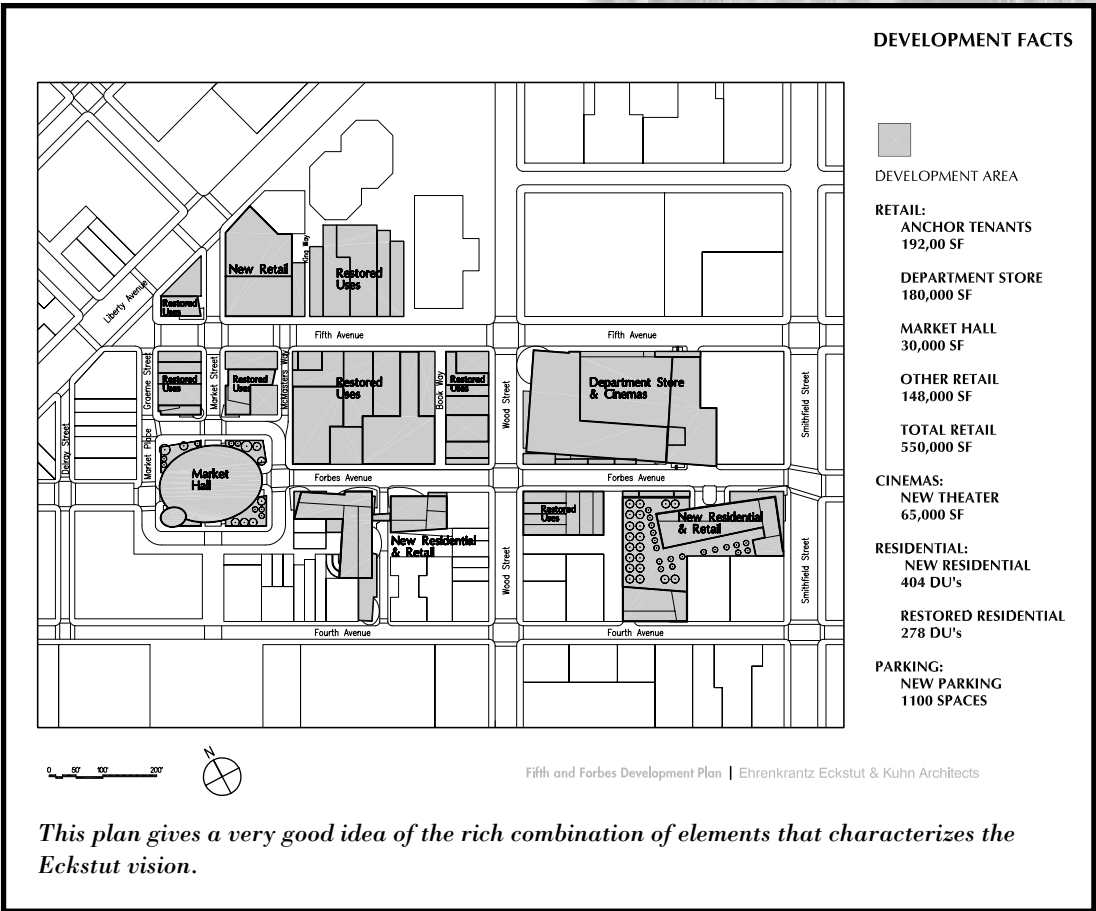 DEVELOPMENT FACTS
DEVELOPMENT AREA
RETAIL:
ANCHOR TENANTS
192,00 SF
DEPARTMENT STORE
180,000 SF
MARKET HALL
30,000 SF
OTHER RETAIL
148,000 SF
TOTAL RETAIL
550,000 SF
CINEMAS:
NEW THEATER
65,000 SF
RESIDENTIAL:
NEW RESIDENTIAL
404 DU's
RESTORED RESIDENTIAL
278 DU's
PARKING:
NEW PARKING
1100 SPACES
New Retail
King Way
Restored
Uses
Restored
Uses
Liberty Avenue
Fifth Avenue
Fifth Avenue
Graeme Street
Restored
Uses
Market Street
Restored
Uses
McMasters Way
Restored
Uses
Book Way
Restored
Uses
Wood Street
Department Store
& Cinemas
Smithfield Street
Delray Street
Market Place
Market
Hall
Forbes Avenue
Forbes Avenue
New Residential
& Retail
Wood Street
Restored
Uses
New Residential
& Retail
Smithfield Street
Fourth Avenue
Fourth Avenue
0 50' 100' 200'
N
Fifth and Forbes Development Plan | Ehrenkrantz Eckstut & Kuhn Architects
This plan gives a very good idea of the rich combination of elements that characterizes the
Eckstut vision.